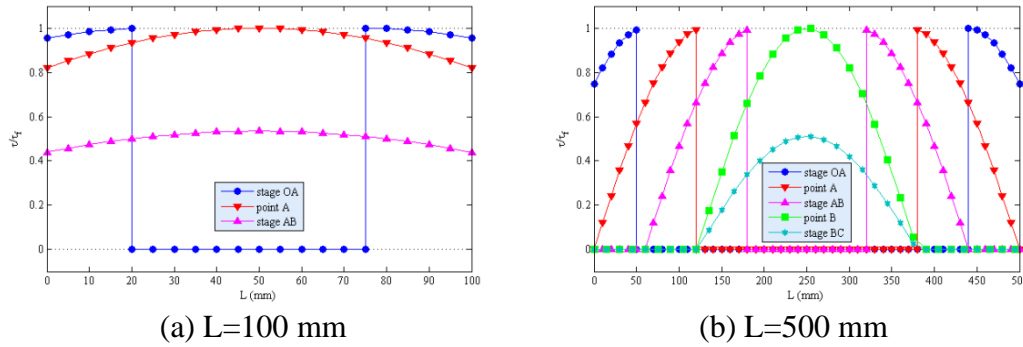 1
0.8
0.6
0.4
0.2
0
τ/τf
0 10 20 30 40 50 60 70 80 90 100
L (mm)
stage OA
point A
stage AB
(a) L=100 mm
1
0.8
0.6
0.4
0.2
0
τ/τf
0 50 100 150 200 250 300 350 400 450 500
L (mm)
stage OA
point A
stage AB
point B
stage BC
(b) L=500 mm